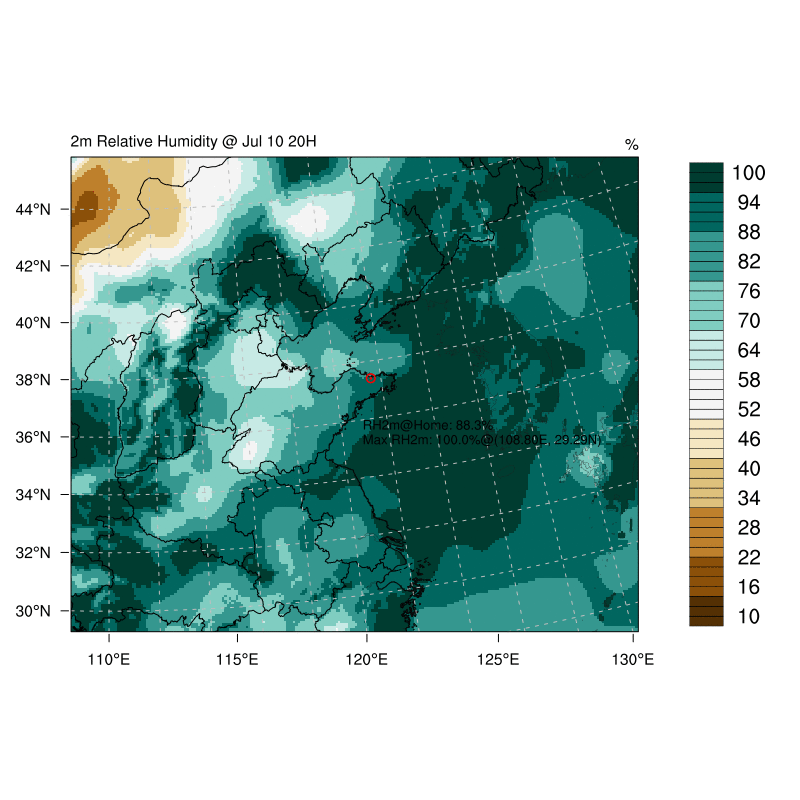 2m Relative Humidity @ Jul 10 20H
%
100
94
88
82
76
70
64
58
52
46
40
34
28
22
16
10
44°N
42°N
40°N
38°N
36°N
34°N
32°N
30°N
RH2m@Home: 88.3%
Max RH2m: 100.0%@(108.80E, 29.29N)
110°E
115°E
120°E
125°E
130°E